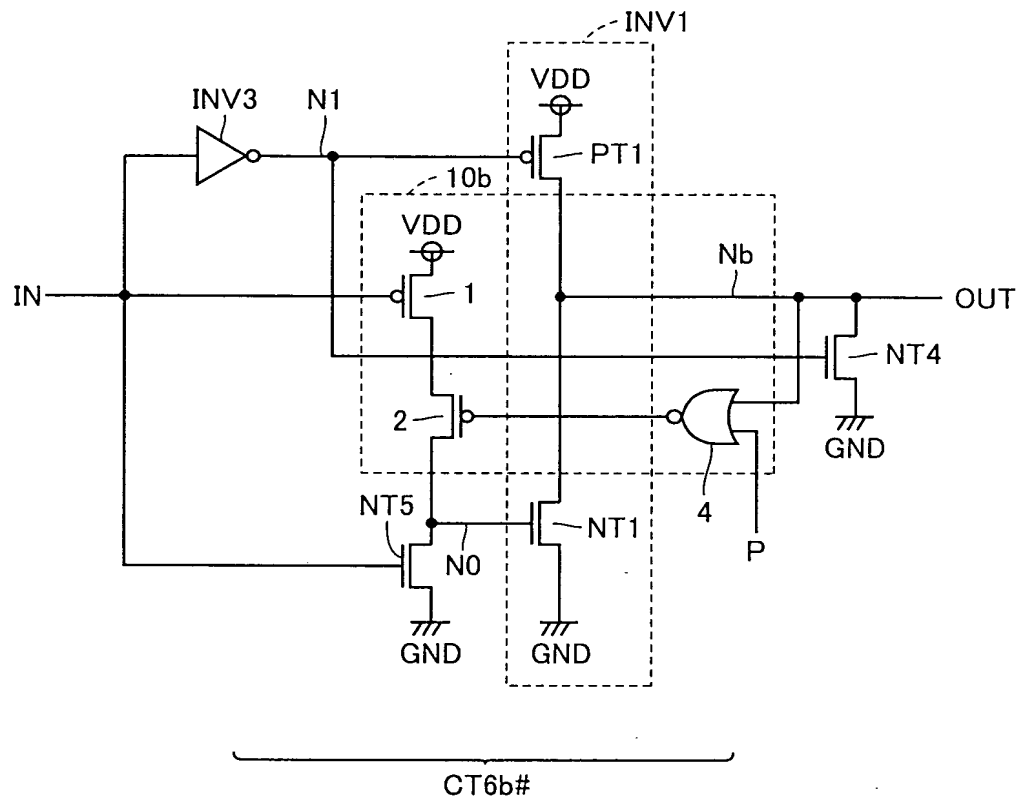 INV1
VDD
INV3
N1
PT1
10b
VDD
Nb
IN
1
OUT
NT4
2
GND
4
NT5
NT1
N0
P
GND
GND
CT6b#